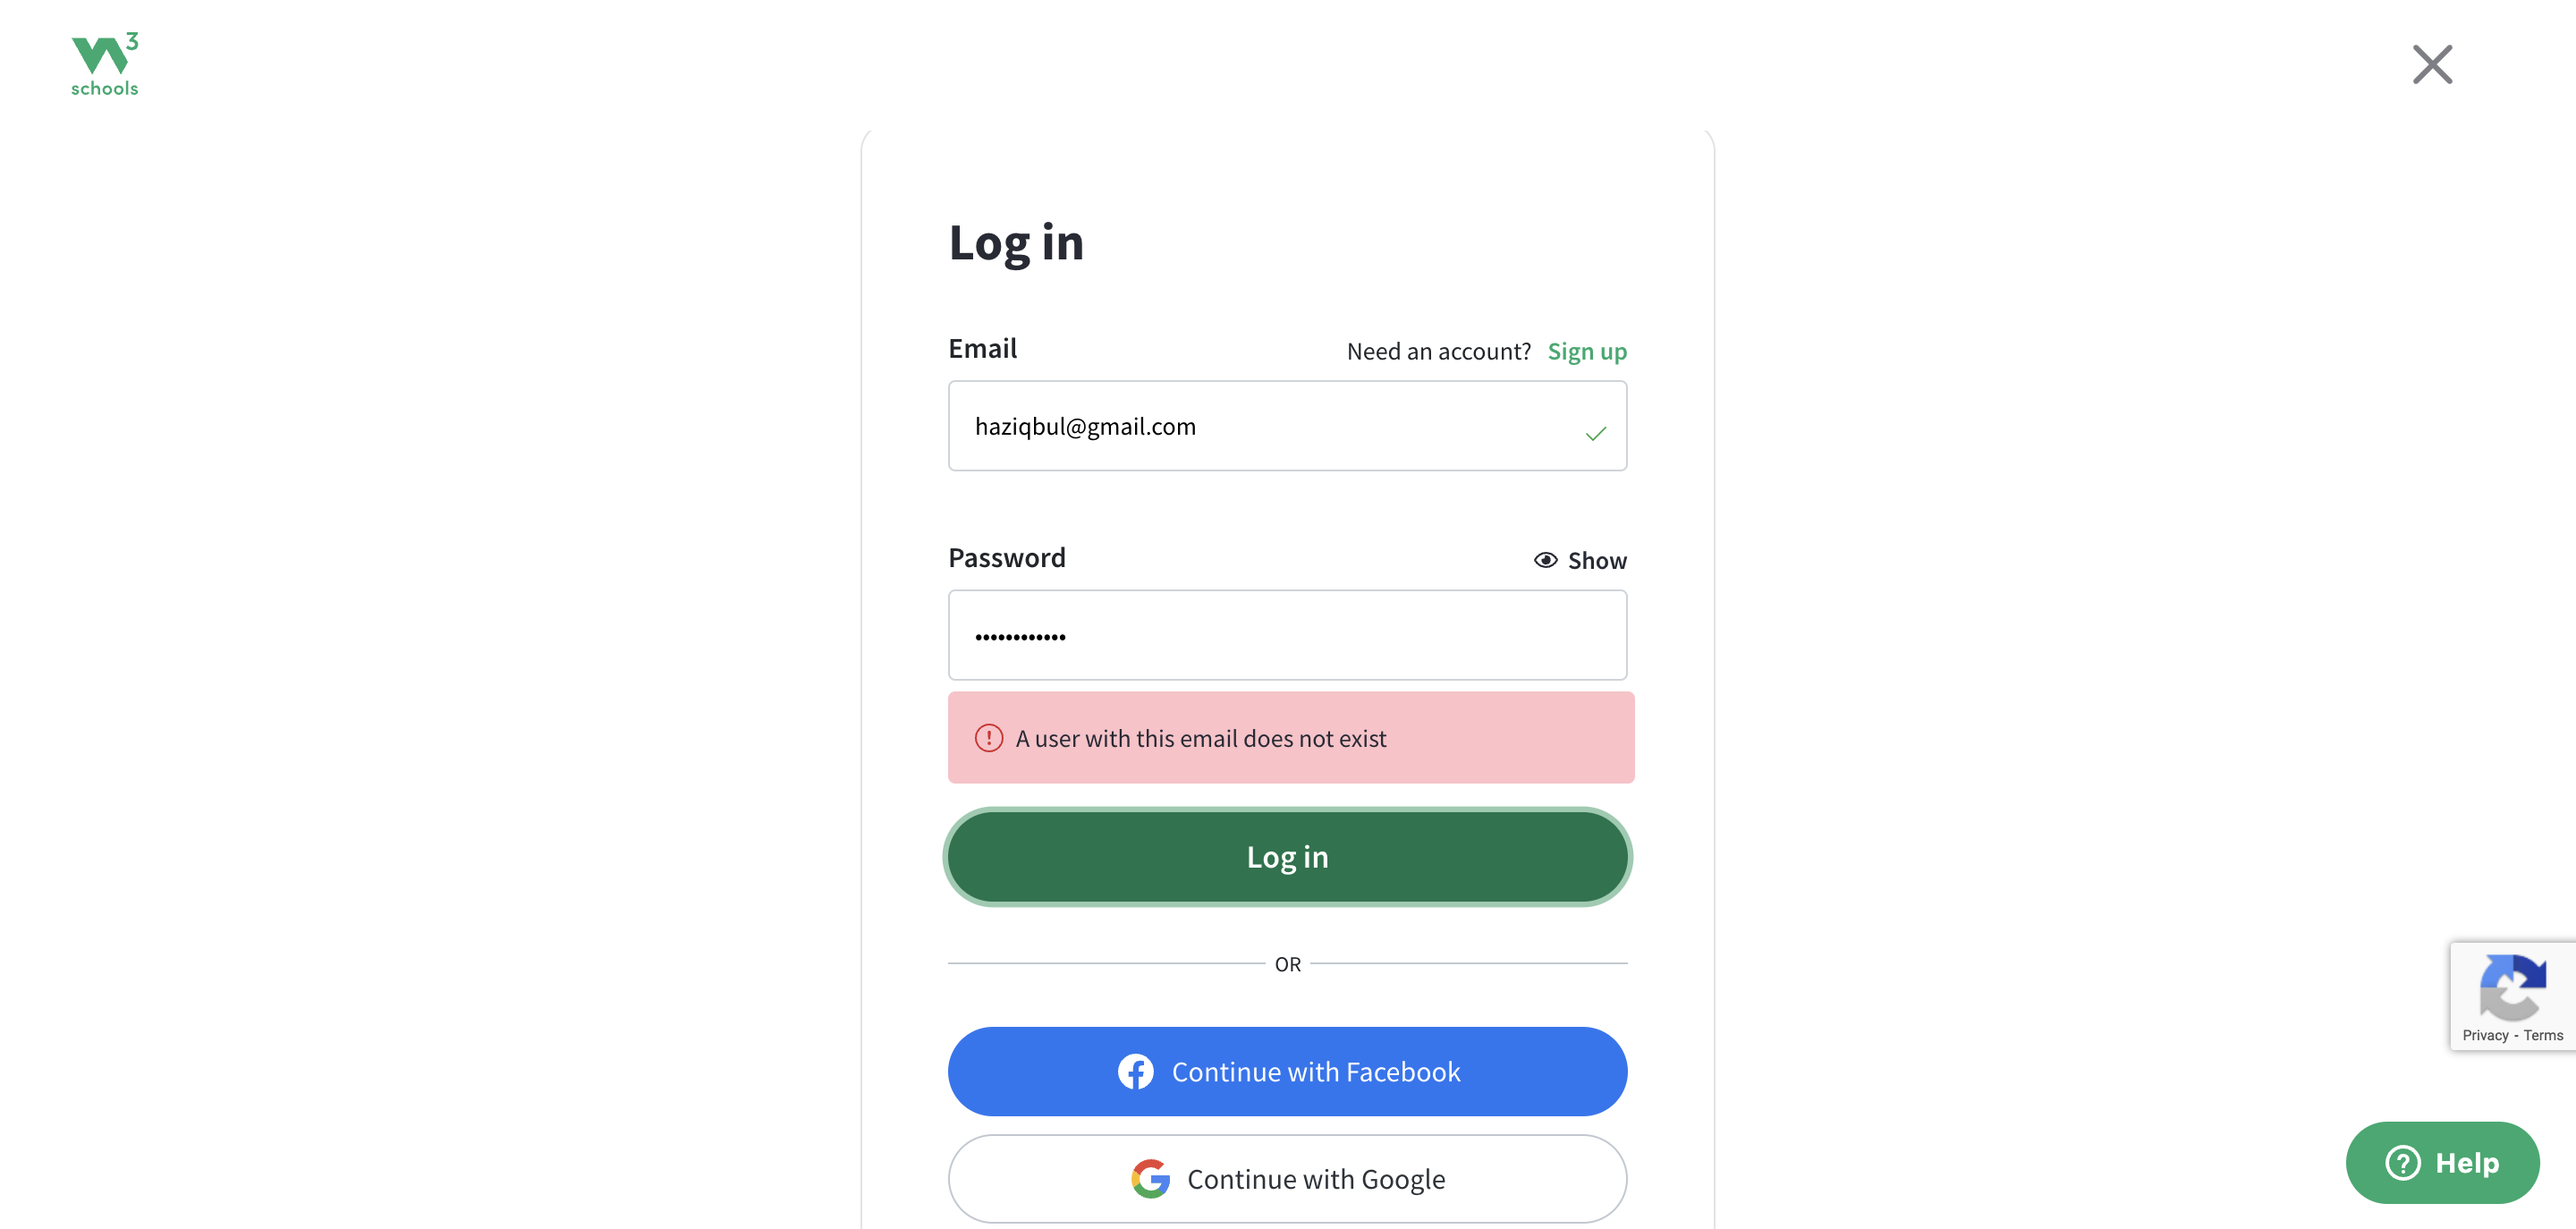 W3
schools
Log in
Email
Need an account? Sign up
haziqbul@gmail.com
Password
Show
••••••••••••
A user with this email does not exist
Log in
OR
Continue with Facebook
Continue with Google
Privacy - Terms
Help